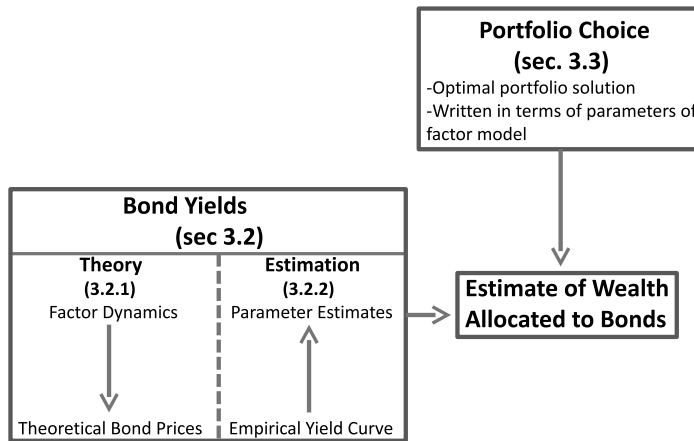 Portfolio Choice
(sec. 3.3)
-Optimal portfolio solution
-Written in terms of parameters of
factor model
Bond Yields
(sec 3.2)
Theory
(3.2.1)
Factor Dynamics
Theoretical Bond Prices
Estimation
(3.2.2)
Parameter Estimates
Empirical Yield Curve
Estimate of Wealth
Allocated to Bonds